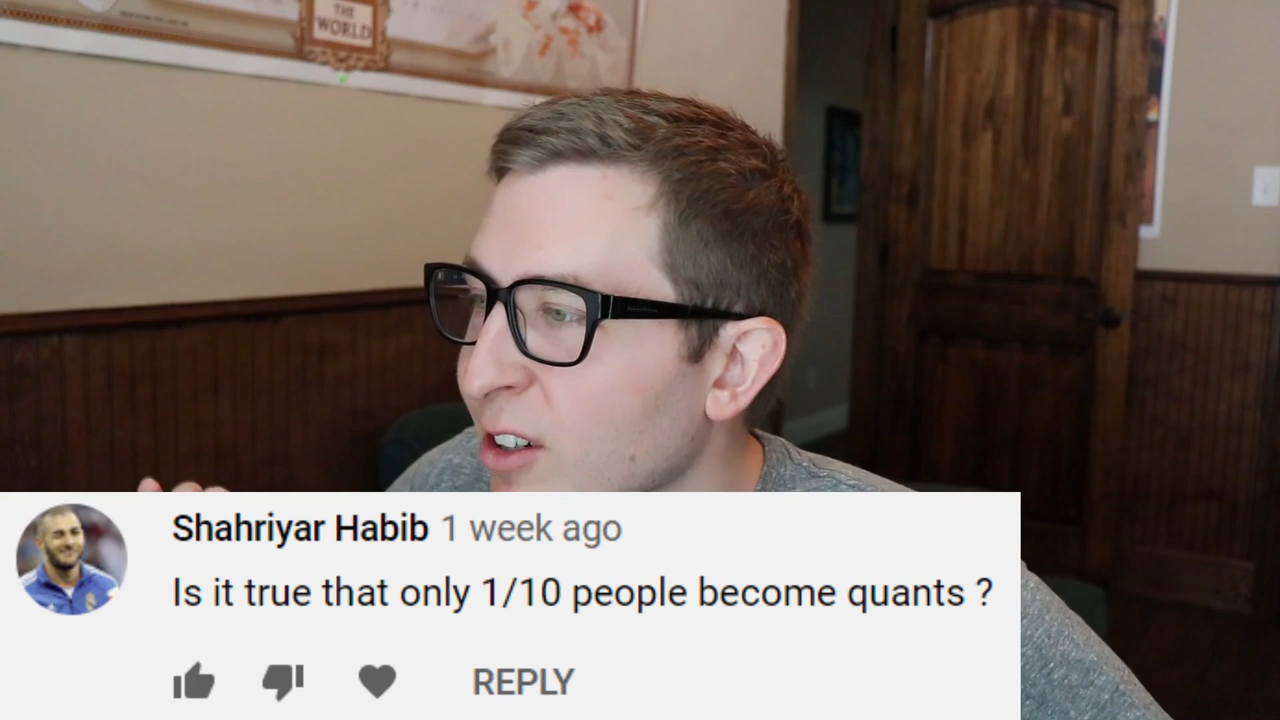 THE
WORLD
Shahriyar Habib 1 week ago
Is it true that only 1/10 people become quants ?
REPLY